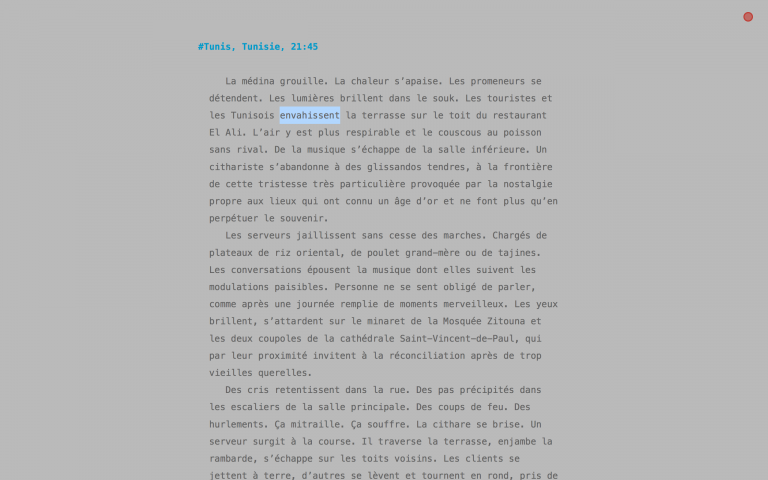 #Tunis, Tunisie, 21:45
La médina grouille. La chaleur s’apaise. Les promeneurs se
détendent. Les lumières brillent dans le souk. Les touristes et
les Tunisois envahissent la terrasse sur le toit du restaurant
El Ali. L’air y est plus respirable et le couscous au poisson
sans rival. De la musique s’échappe de la salle inférieure. Un
cithariste s’abandonne à des glissandos tendres, à la frontière
de cette tristesse très particulière provoquée par la nostalgie
propre aux lieux qui ont connu un âge d’or et ne font plus qu’en
perpétuer le souvenir.
Les serveurs jaillissent sans cesse des marches. Chargés de
plateaux de riz oriental, de poulet grand-mère ou de tajines.
Les conversations épousent la musique dont elles suivent les
modulations paisibles. Personne ne se sent obligé de parler,
comme après une journée remplie de moments merveilleux. Les yeux
brillent, s’attardent sur le minaret de la Mosquée Zitouna et
les deux coupoles de la cathédrale Saint-Vincent-de-Paul, qui
par leur proximité invitent à la réconciliation après de trop
vieilles querelles.
Des cris retentissent dans la rue. Des pas précipités dans
les escaliers de la salle principale. Des coups de feu. Des
hurlements. Ça mitraille. Ça souffre. La cithare se brise. Un
serveur surgit à la course. Il traverse la terrasse, enjambe la
rambarde, s’échappe sur les toits voisins. Les clients se
jettent à terre, d’autres se lèvent et tournent en rond, pris de